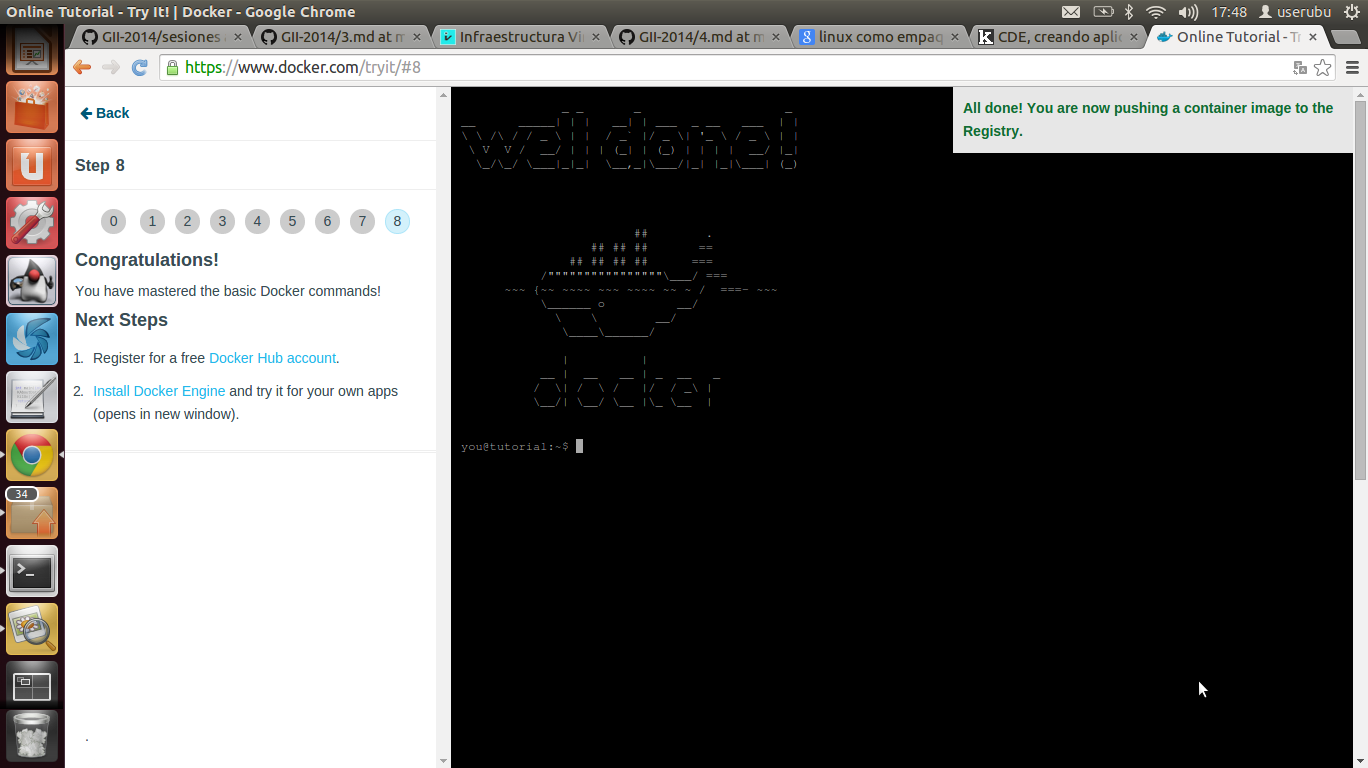 Online Tutorial - Try It! | Docker - Google Chrome
17:48
userubu
GII-2014/sesiones
GII-2014/3.md at m
Infraestructura Vi
GII-2014/4.md at m
linux como empaq
CDE, creando aplic
Online Tutorial - Tr
https://www.docker.com/tryit/#8
Back
Step 8
0 1 2 3 4 5 6 7 8
Congratulations!
You have mastered the basic Docker commands!
Next Steps
1. Register for a free Docker Hub account.
2. Install Docker Engine and try it for your own apps
(opens in new window).
.
34
All done! You are now pushing a container image to the
Registry.
Well done!
docker
you@tutorial:~$